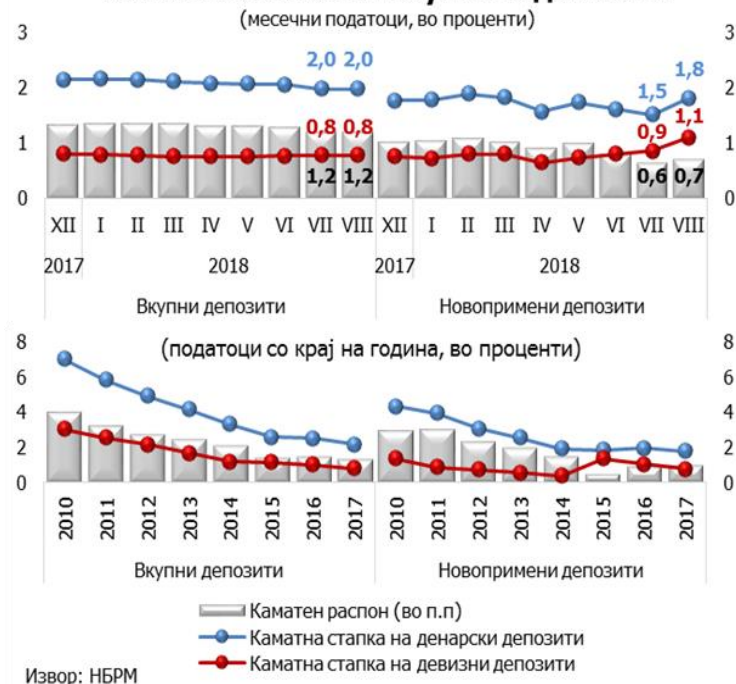 (месечни податоци, во проценти)
3 3
2,0 2,0 1,8
2 1,5 2
0,8 0,8 0,9 1,1
1 1
1,2 1,2 0,6 0,7
0 0
XII I II III IV V VI VII VIII XII I II III IV V VI VII VIII
2017 2018 2017 2018
Вкупни депозити Новопримени депозити
(податоци со крај на година, во проценти)
8 8
6 6
4 4
2 2
0 0
2010 2011 2012 2013 2014 2015 2016 2017 2010 2011 2012 2013 2014 2015 2016 2017
Вкупни депозити Новопримени депозити
Каматен распон (во п.п)
Каматна стапка на денарски депозити
Каматна стапка на девизни депозити
Извор: НБРМ